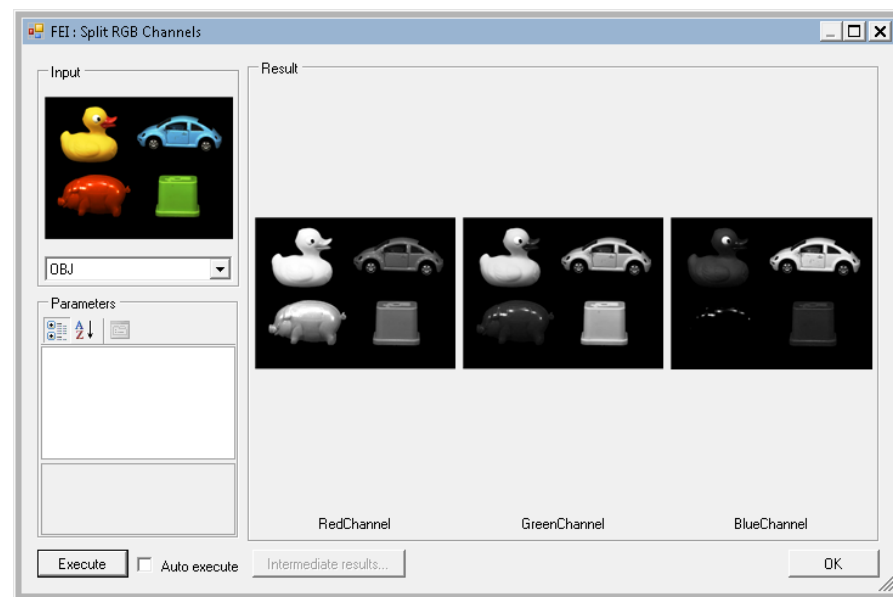 FEI : Split RGB Channels
Input
Result
OBJ
Parameters
A
Z
RedChannel
GreenChannel
BlueChannel
Execute
Auto execute
Intermediate results...
OK